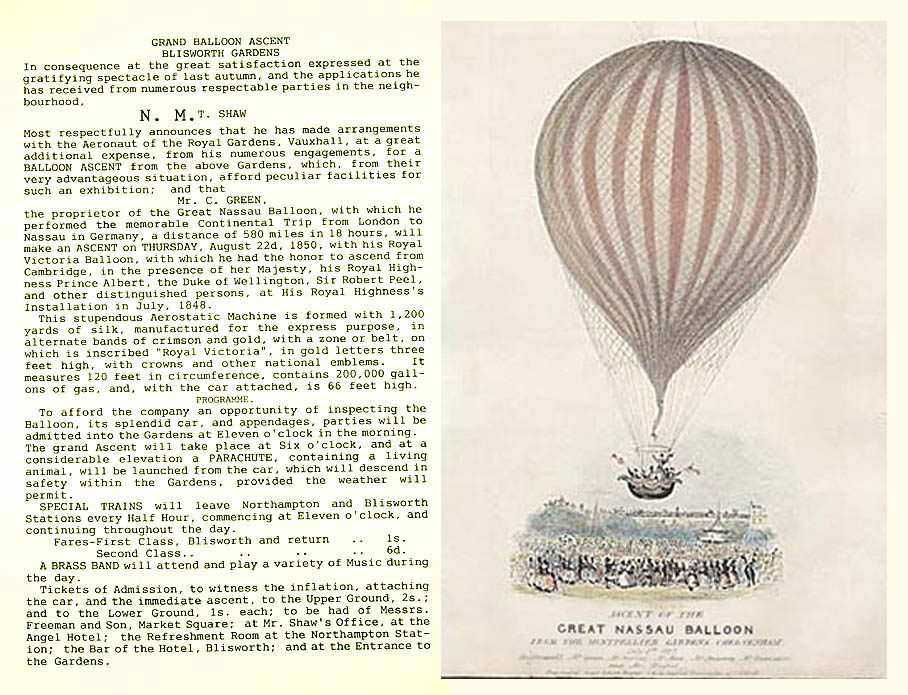 GRAND BALLOON ASCENT
BLISWORTH GARDENS
In consequence at the great satisfaction expressed at the
gratifying spectacle of last autumn, and the applications he
has received from numerous respectable parties in the neigh-
bourhood,
N. M.T. SHAW
Most respectfully announces that he has made arrangements
with the Aeronaut of the Royal Gardens, Vauxhall, at a great
additional expense, from his numerous engagements, for a
BALLOON ASCENT from the above Gardens, which, from their
very advantageous situation, afford peculiar facilities for
such an exhibition; and that
Mr. C. GREEN,
the proprietor of the Great Nassau Balloon, with which he
performed the memorable Continental Trip from London to
Nassau in Germany, a distance of 580 miles in 18 hours, will
make an ASCENT on THURSDAY, August 22d, 1850, with his Royal
Victoria Balloon, with which he had the honor to ascend from
Cambridge, in the presence of her Majesty, his Royal High-
ness Prince Albert, the Duke of Wellington, Sir Robert Peel,
and other distinguished persons, at His Royal Highness's
Installation in July, 1848.
This stupendous Aerostatic Machine is formed with 1,200
yards of silk, manufactured for the express purpose, in
alternate bands of crimson and gold, with a zone or belt, on
which is inscribed "Royal Victoria", in gold letters three
feet high, with crowns and other national emblems. It
measures 120 feet in circumference, contains 200,000 gall-
ons of gas, and, with the car attached, is 66 feet high.
PROGRAMME.
To afford the company an opportunity of inspecting the
Balloon, its splendid car, and appendages, parties will be
admitted into the Gardens at Eleven o'clock in the morning.
The grand Ascent will take place at Six o'clock, and at a
considerable elevation a PARACHUTE, containing a living
animal, will be launched from the car, which will descend in
safety within the Gardens, provided the weather will
permit.
SPECIAL TRAINS will leave Northampton and Blisworth
Stations every Half Hour, commencing at Eleven o'clock, and
continuing throughout the day.
Fares-First Class, Blisworth and return .. 1s.
Second Class.. .. .. .. 6d.
A BRASS BAND will attend and play a variety of Music during
the day.
Tickets of Admission, to witness the inflation, attaching
the car, and the immediate ascent, to the Upper Ground, 2s.;
and to the Lower Ground, 1s. each; to be had of Messrs.
Freeman and Son, Market Square; at Mr. Shaw's Office, at the
Angel Hotel; the Refreshment Room at the Northampton Stat-
ion; the Bar of the Hotel, Blisworth; and at the Entrance to
the Gardens.
ASCENT OF THE
GREAT NASSAU BALLOON
FROM THE MONTPELLIER GARDENS, CHELTENHAM.